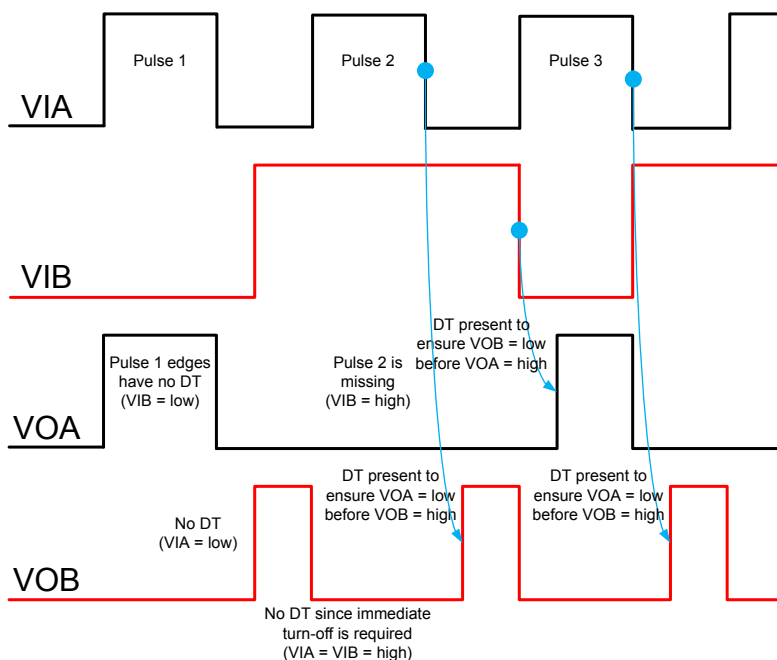 Pulse 1
Pulse 2
Pulse 3
VIA
VIB
DT present to
ensure VOB = low
before VOA = high
Pulse 1 edges
have no DT
(VIB = low)
Pulse 2 is
missing
(VIB = high)
VOA
DT present to
ensure VOA = low
before VOB = high
DT present to
ensure VOA = low
before VOB = high
No DT
(VIA = low)
VOB
No DT since immediate
turn-off is required
(VIA = VIB = high)